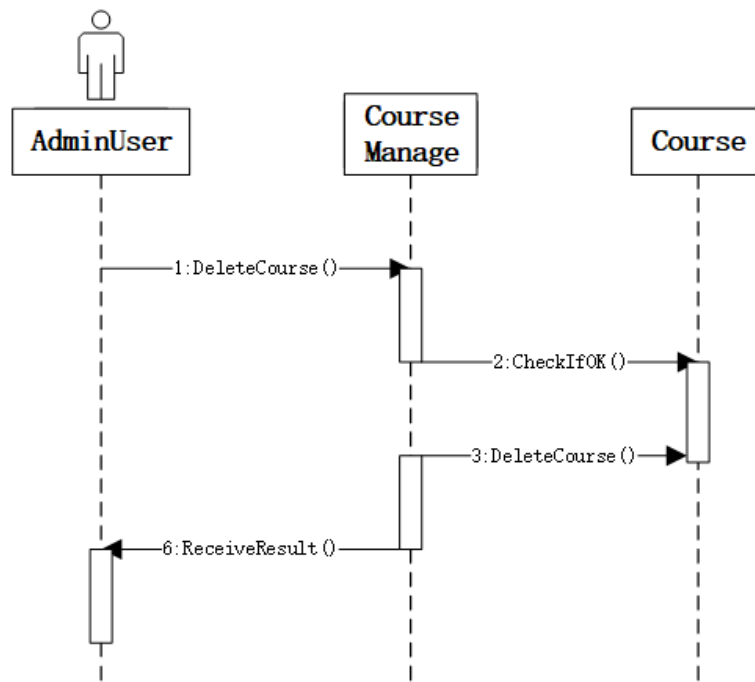 AdminUser
Course
Manage
Course
1:DeleteCourse()
2:CheckIfOK()
3:DeleteCourse()
6:ReceiveResult()